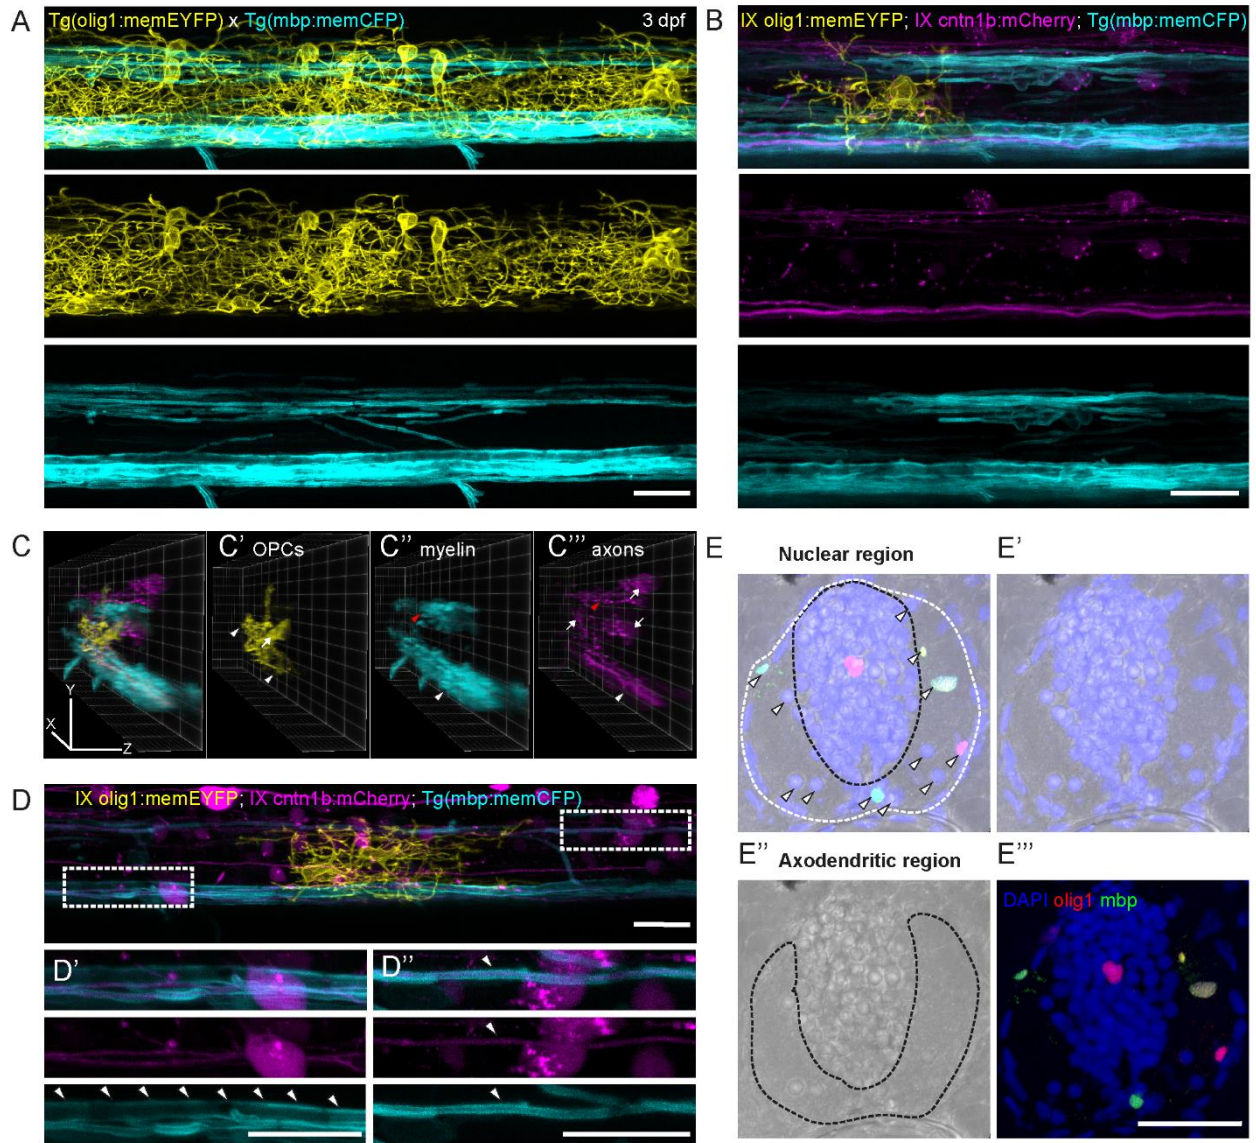 A
Tg(olig1:memEYFP) x Tg(mbp:memCFP)
3 dpf
B
IX olig1:memEYFP; IX cntn1b:mCherry; Tg(mbp:memCFP)
C
C' OPCs
C'' myelin
C''' axons
Y
X
Z
D
IX olig1:memEYFP; IX cntn1b:mCherry; Tg(mbp:memCFP)
D'
D''
E
Nuclear region
E'
E''
Axodendritic region
E'''
DAPI olig1 mbp